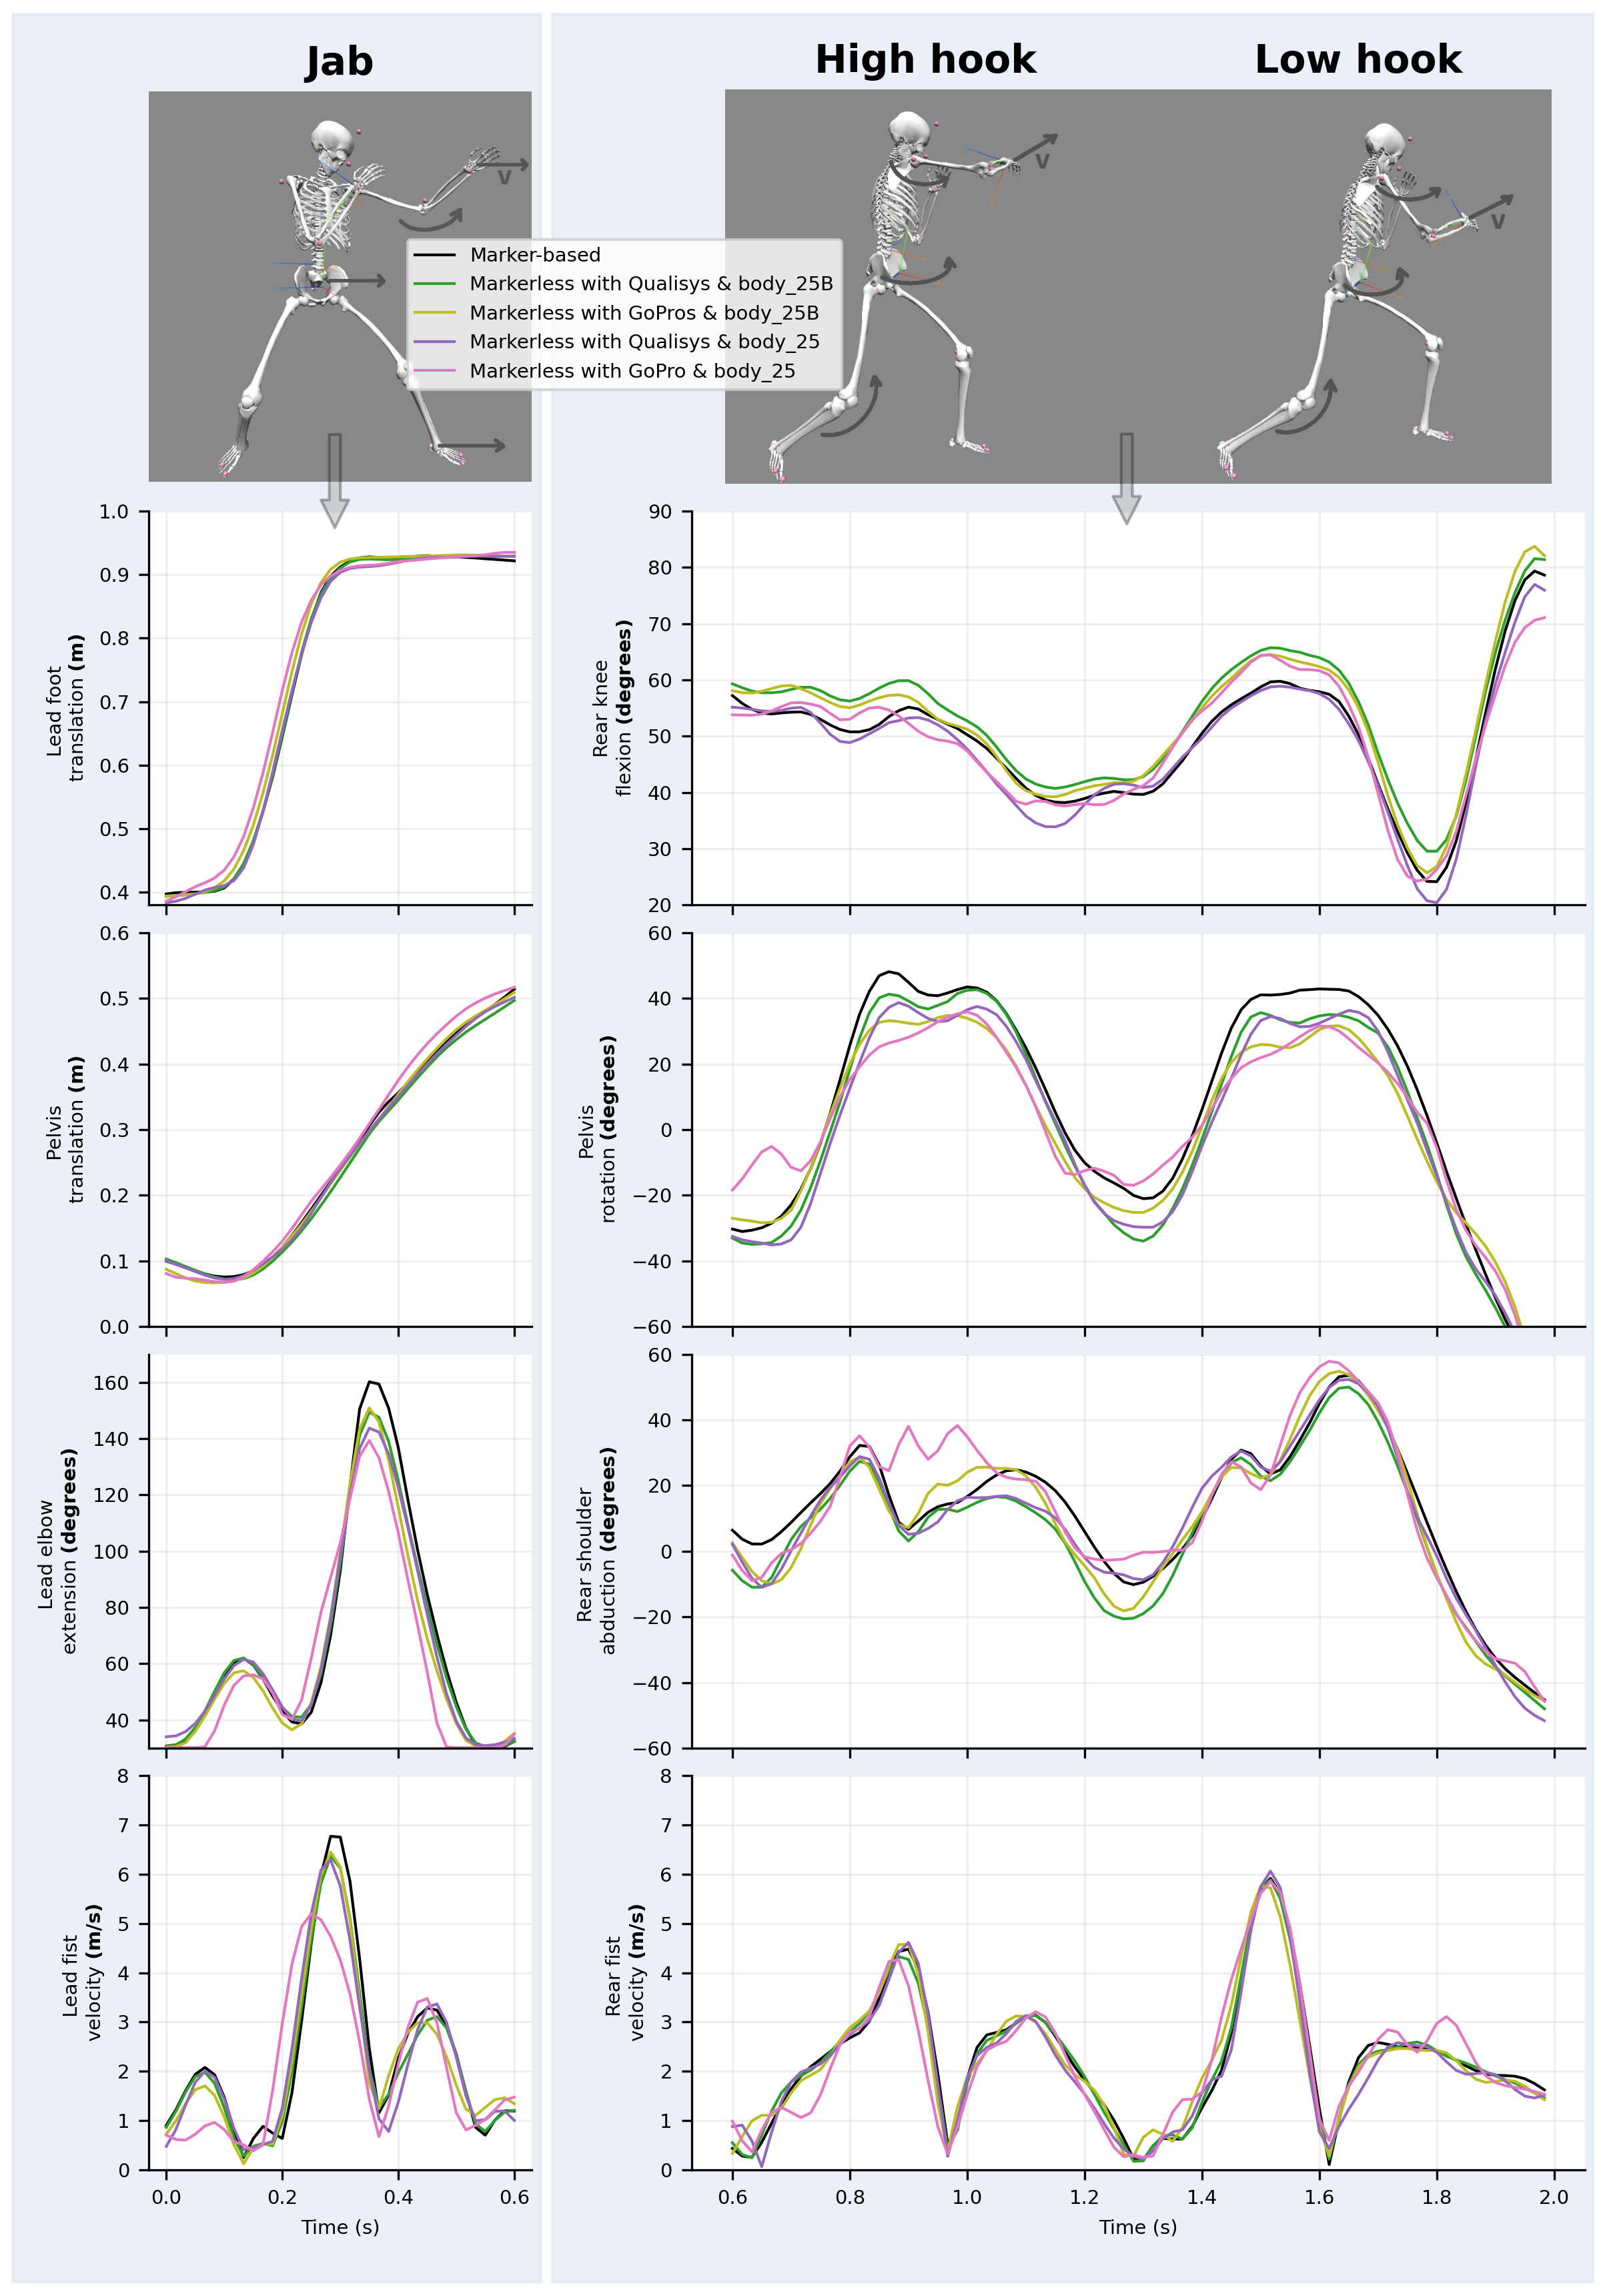 Jab
High hook
Low hook
v
v
v
Marker-based
Markerless with Qualisys & body_25B
Markerless with GoPros & body_25B
Markerless with Qualisys & body_25
Markerless with GoPro & body_25
Lead foot
translation (m)
1.0
0.9
0.8
0.7
0.6
0.5
0.4
Rear knee
flexion (degrees)
90
80
70
60
50
40
30
20
Pelvis
translation (m)
0.6
0.5
0.4
0.3
0.2
0.1
0.0
Pelvis
rotation (degrees)
60
40
20
0
−20
−40
−60
Lead elbow
extension (degrees)
160
140
120
100
80
60
40
Rear shoulder
abduction (degrees)
60
40
20
0
−20
−40
−60
Lead fist
velocity (m/s)
8
7
6
5
4
3
2
1
0
0.0 0.2 0.4 0.6
Time (s)
Rear fist
velocity (m/s)
8
7
6
5
4
3
2
1
0
0.6 0.8 1.0 1.2 1.4 1.6 1.8 2.0
Time (s)